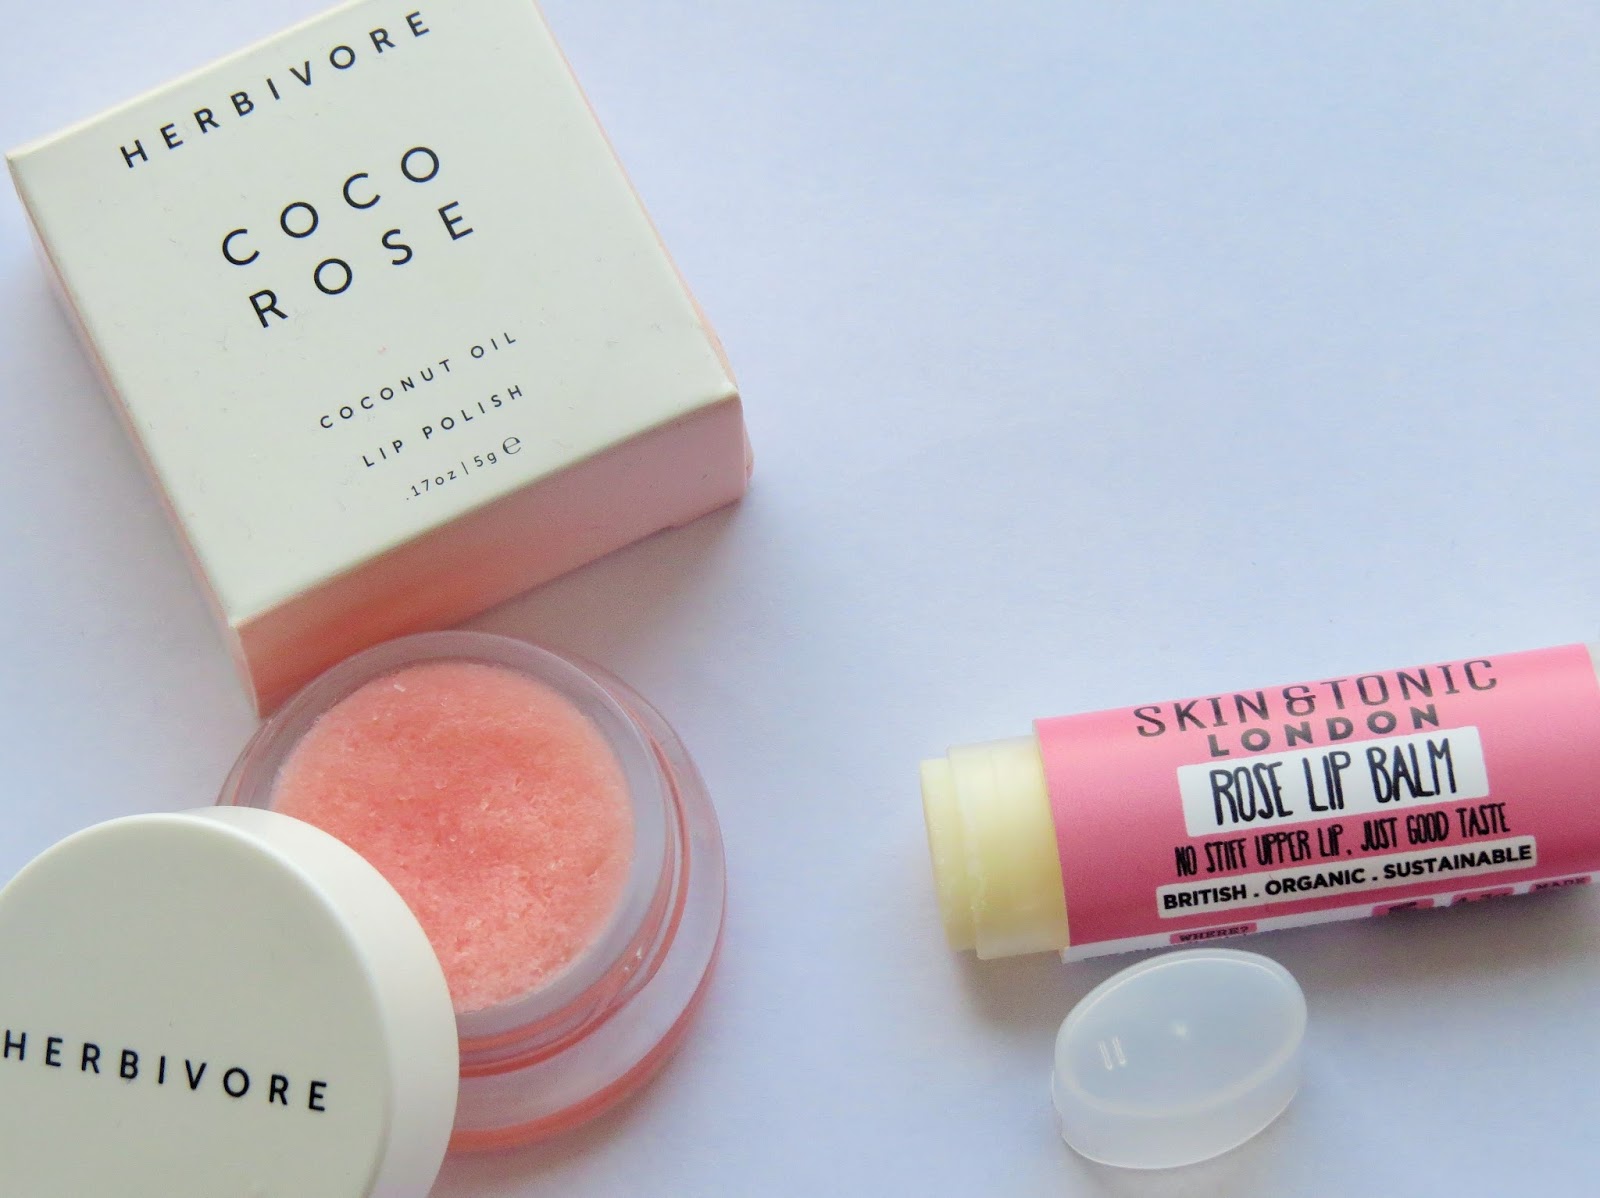 HERBIVORE
COCO
ROSE
COCONUT OIL
LIP POLISH
.17oz | 5g ℮
HERBIVORE
SKIN & TONIC
LONDON
ROSE LIP BALM
NO STIFF UPPER LIP. JUST GOOD TASTE
BRITISH . ORGANIC . SUSTAINABLE
WHERE?
MADE